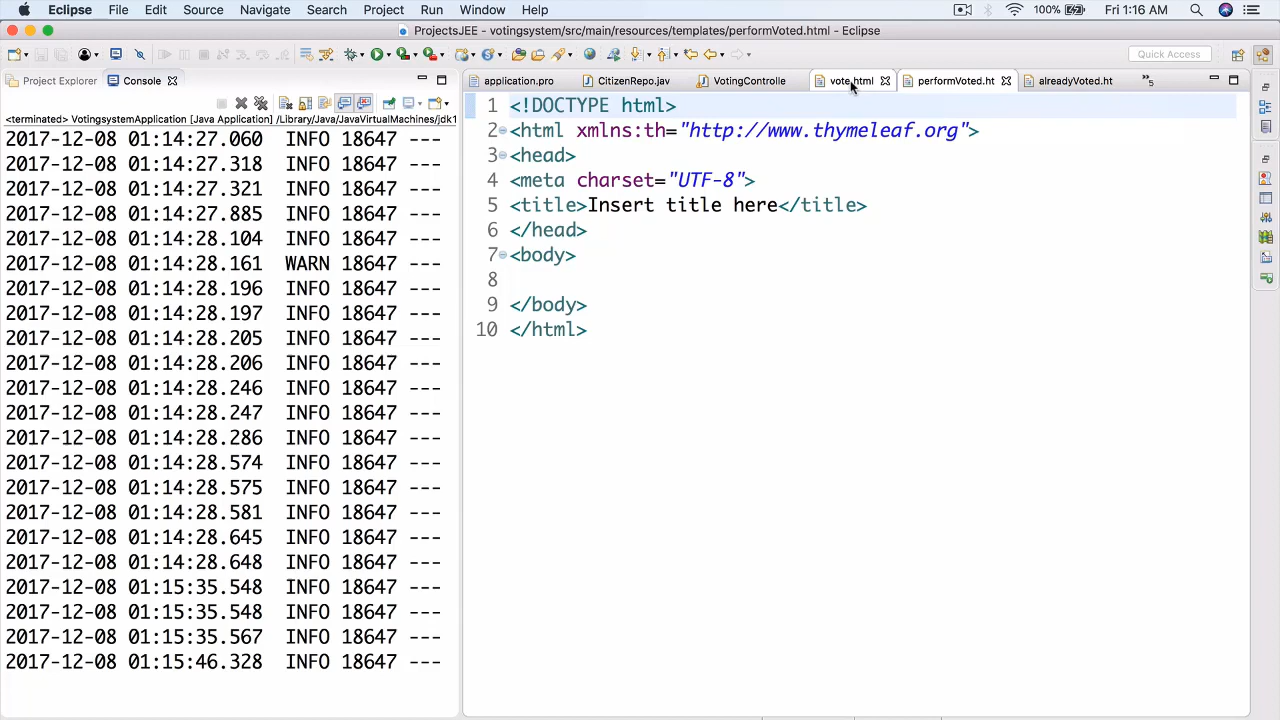 Eclipse File Edit Source Navigate Search Project Run Window Help 100% Fri 1:16 AM
ProjectsJEE - votingsystem/src/main/resources/templates/performVoted.html - Eclipse
Quick Access
Project Explorer Console application.pro CitizenRepo.jav VotingControlle vote.html performVoted.ht alreadyVoted.ht »5
<terminated> VotingsystemApplication [Java Application] /Library/Java/JavaVirtualMachines/jdk1
2017-12-08 01:14:27.060 INFO 18647 ---
2017-12-08 01:14:27.318 INFO 18647 ---
2017-12-08 01:14:27.321 INFO 18647 ---
2017-12-08 01:14:27.885 INFO 18647 ---
2017-12-08 01:14:28.104 INFO 18647 ---
2017-12-08 01:14:28.161 WARN 18647 ---
2017-12-08 01:14:28.196 INFO 18647 ---
2017-12-08 01:14:28.197 INFO 18647 ---
2017-12-08 01:14:28.205 INFO 18647 ---
2017-12-08 01:14:28.206 INFO 18647 ---
2017-12-08 01:14:28.246 INFO 18647 ---
2017-12-08 01:14:28.247 INFO 18647 ---
2017-12-08 01:14:28.286 INFO 18647 ---
2017-12-08 01:14:28.574 INFO 18647 ---
2017-12-08 01:14:28.575 INFO 18647 ---
2017-12-08 01:14:28.581 INFO 18647 ---
2017-12-08 01:14:28.645 INFO 18647 ---
2017-12-08 01:14:28.648 INFO 18647 ---
2017-12-08 01:15:35.548 INFO 18647 ---
2017-12-08 01:15:35.548 INFO 18647 ---
2017-12-08 01:15:35.567 INFO 18647 ---
2017-12-08 01:15:46.328 INFO 18647 ---
1 <!DOCTYPE html>
2 <html xmlns:th="http://www.thymeleaf.org">
3 <head>
4 <meta charset="UTF-8">
5 <title>Insert title here</title>
6 </head>
7 <body>
8
9 </body>
10 </html>